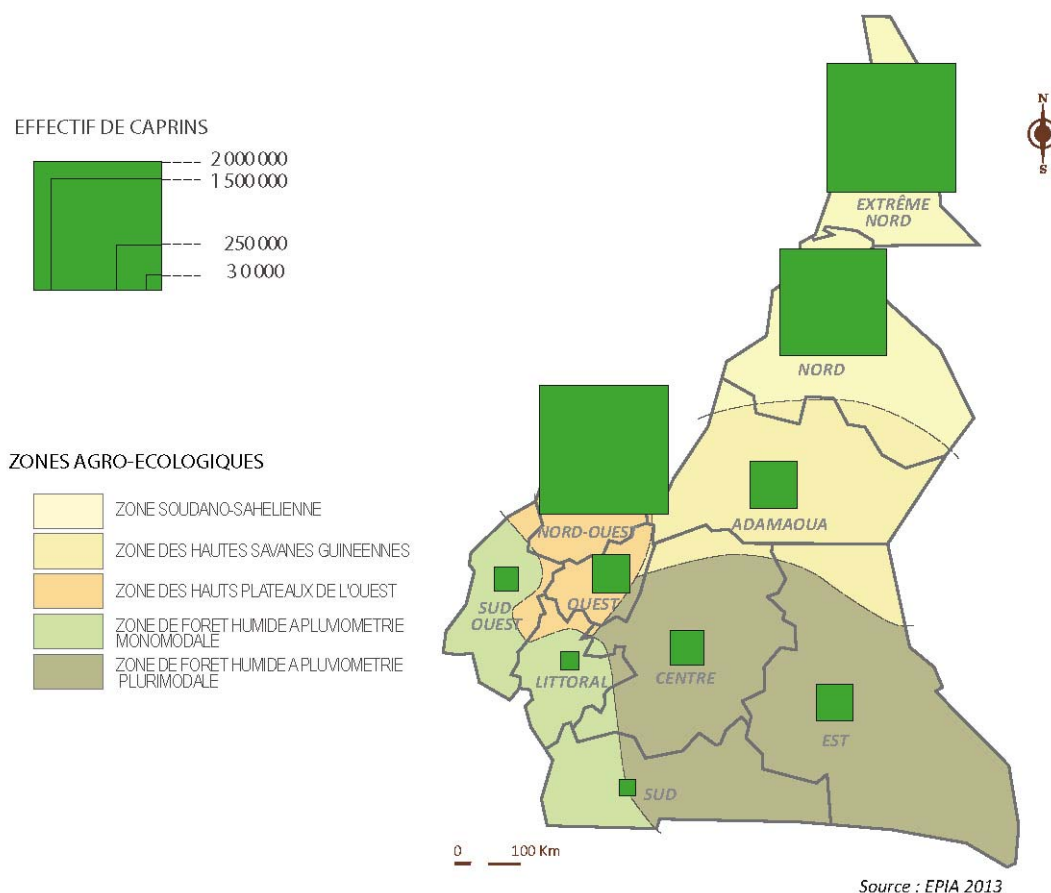 EFFECTIF DE CAPRINS
2 000 000
1 500 000
250 000
3 0 000
ZONES AGRO-ECOLOGIQUES
ZONE SOUDANO-SAHELIENNE
ZONE DES HAUTES SAVANES GUINEENNES
ZONE DES HAUTS PLATEAUX DE L'OUEST
ZONE DE FORET HUMIDE A PLUVIOMETRIE
MONOMODALE
ZONE DE FORET HUMIDE A PLUVIOMETRIE
PLURIMODALE
N
S
EXTRÊME
NORD
NORD
ADAMAOUA
NORD-OUEST
OUEST
SUD
OUEST
LITTORAL
CENTRE
EST
SUD
0 100 Km
Source : EPIA 2013